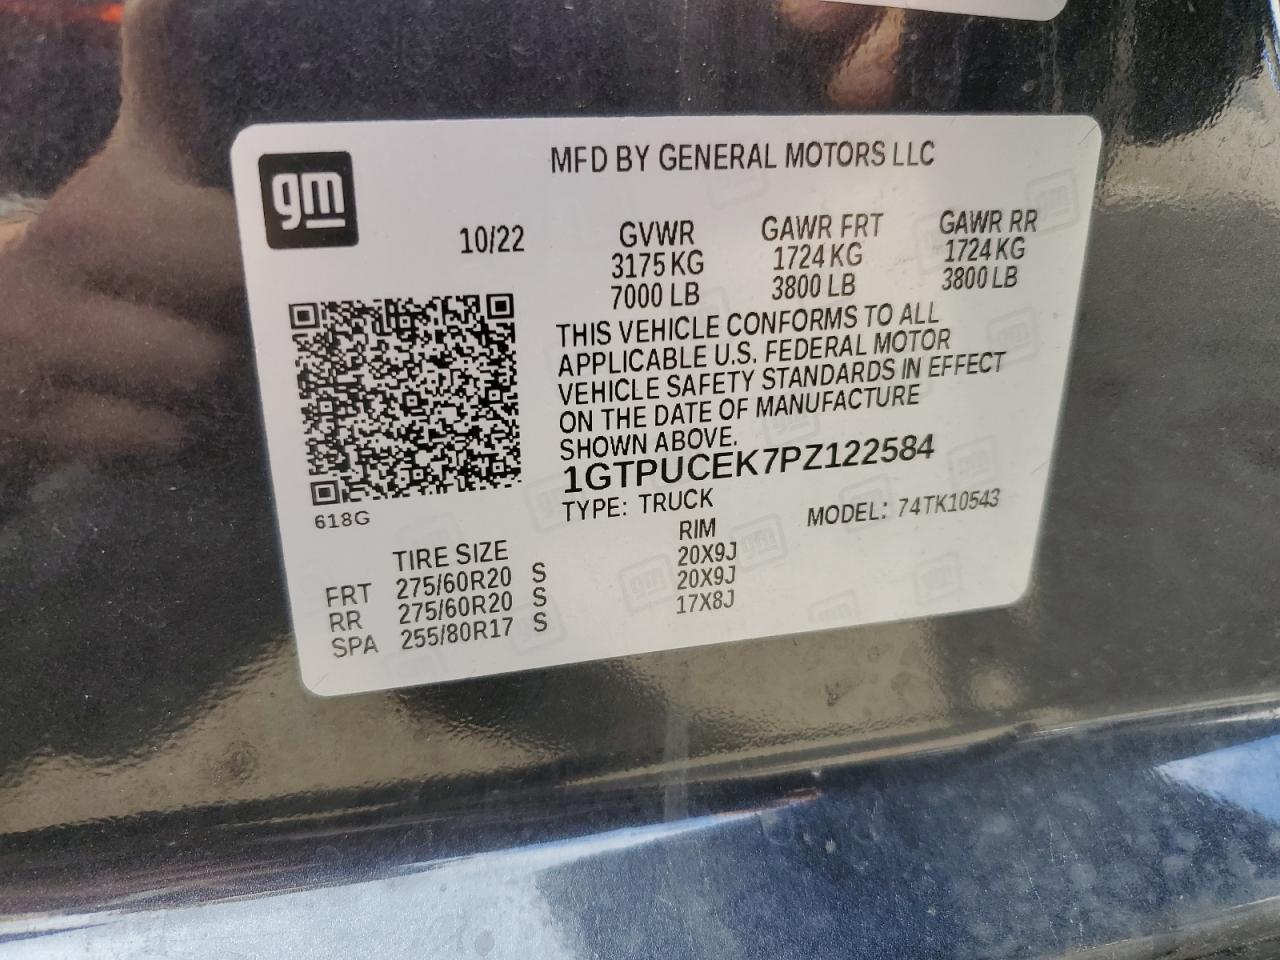 gm
MFD BY GENERAL MOTORS LLC
10/22
GVWR GAWR FRT GAWR RR
3175 KG 1724 KG 1724 KG
7000 LB 3800 LB 3800 LB
THIS VEHICLE CONFORMS TO ALL
APPLICABLE U.S. FEDERAL MOTOR
VEHICLE SAFETY STANDARDS IN EFFECT
ON THE DATE OF MANUFACTURE
SHOWN ABOVE.
1GTPUCEK7PZ122584
TYPE: TRUCK MODEL: 74TK10543
618G
TIRE SIZE RIM
FRT 275/60R20 S 20X9J
RR 275/60R20 S 20X9J
SPA 255/80R17 S 17X8J